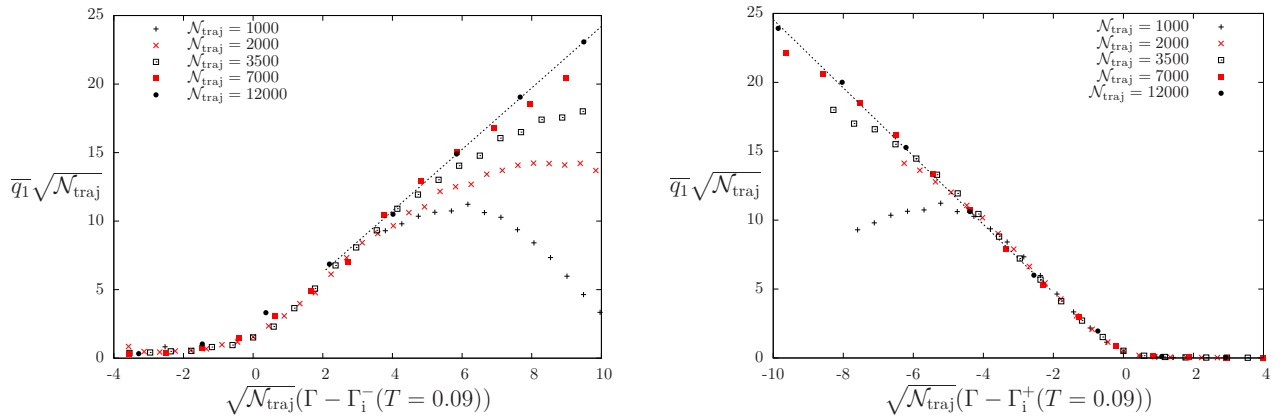 25
20
15
10
5
0
-4
-2
0
2
4
6
8
10
𝒩traj = 1000
𝒩traj = 2000
𝒩traj = 3500
𝒩traj = 7000
𝒩traj = 12000
q̅₁√𝒩traj
√𝒩traj(Γ − Γᵢ⁻(T = 0.09))
25
20
15
10
5
0
-10
-8
-6
-4
-2
0
2
4
𝒩traj = 1000
𝒩traj = 2000
𝒩traj = 3500
𝒩traj = 7000
𝒩traj = 12000
q̅₁√𝒩traj
√𝒩traj(Γ − Γᵢ⁺(T = 0.09))